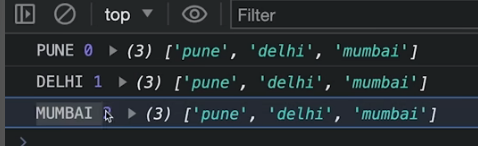 top Filter
PUNE 0 (3) ['pune', 'delhi', 'mumbai']
DELHI 1 (3) ['pune', 'delhi', 'mumbai']
MUMBAI (3) ['pune', 'delhi', 'mumbai']